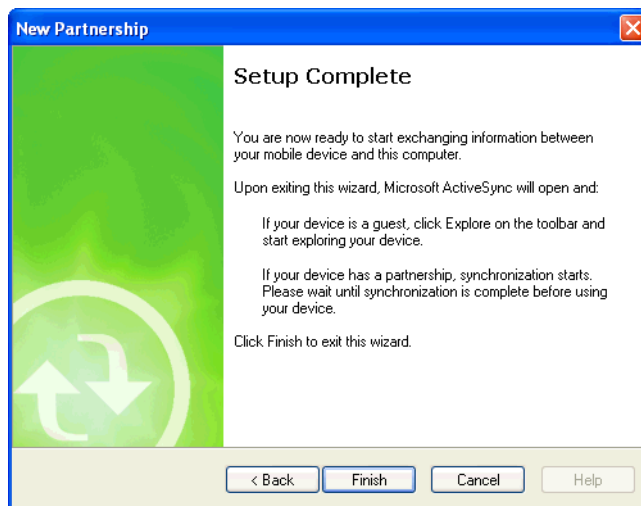 New Partnership
Setup Complete
You are now ready to start exchanging information between
your mobile device and this computer.
Upon exiting this wizard, Microsoft ActiveSync will open and:
If your device is a guest, click Explore on the toolbar and
start exploring your device.
If your device has a partnership, synchronization starts.
Please wait until synchronization is complete before using
your device.
Click Finish to exit this wizard.
< Back Finish Cancel Help